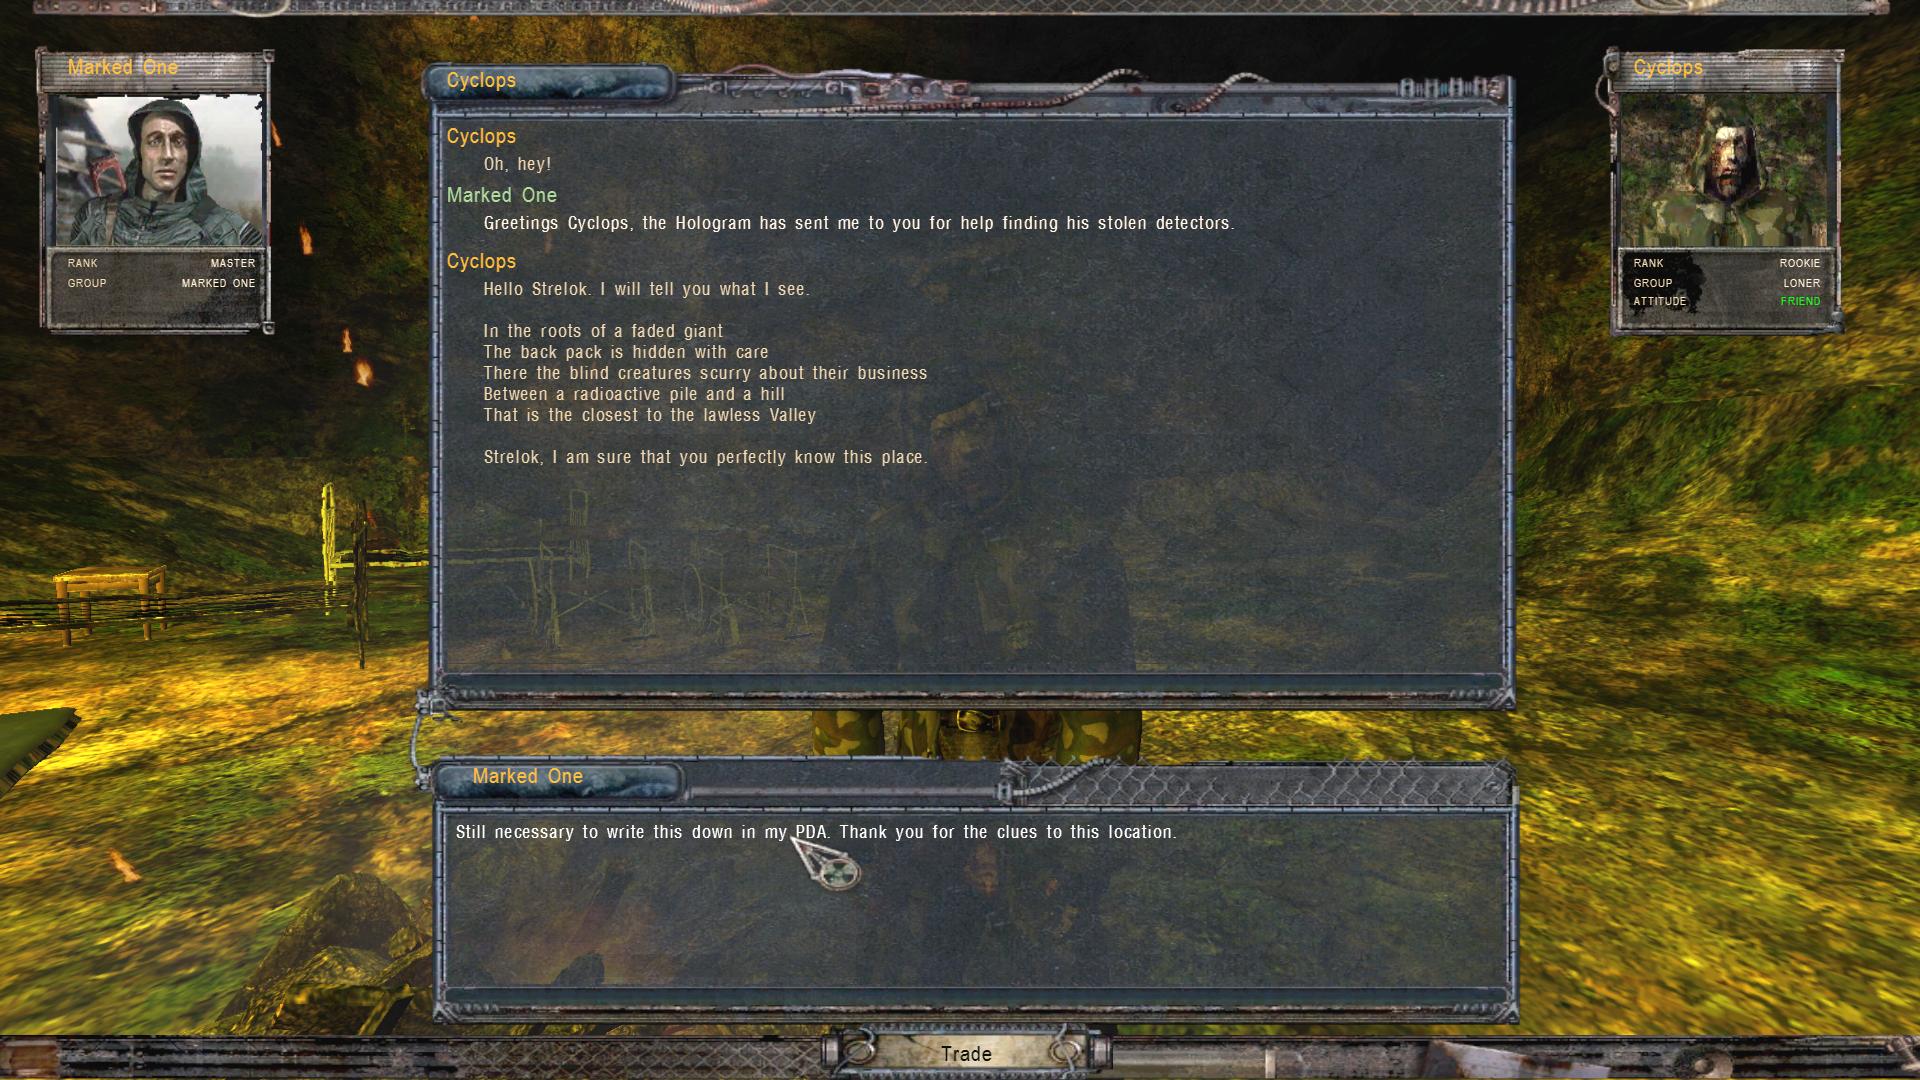 Marked One
RANK MASTER
GROUP MARKED ONE
Cyclops
Cyclops
Oh, hey!
Marked One
Greetings Cyclops, the Hologram has sent me to you for help finding his stolen detectors.
Cyclops
Hello Strelok. I will tell you what I see.
In the roots of a faded giant
The back pack is hidden with care
There the blind creatures scurry about their business
Between a radioactive pile and a hill
That is the closest to the lawless Valley
Strelok, I am sure that you perfectly know this place.
Cyclops
RANK ROOKIE
GROUP LONER
ATTITUDE FRIEND
Marked One
Still necessary to write this down in my PDA. Thank you for the clues to this location.
Trade